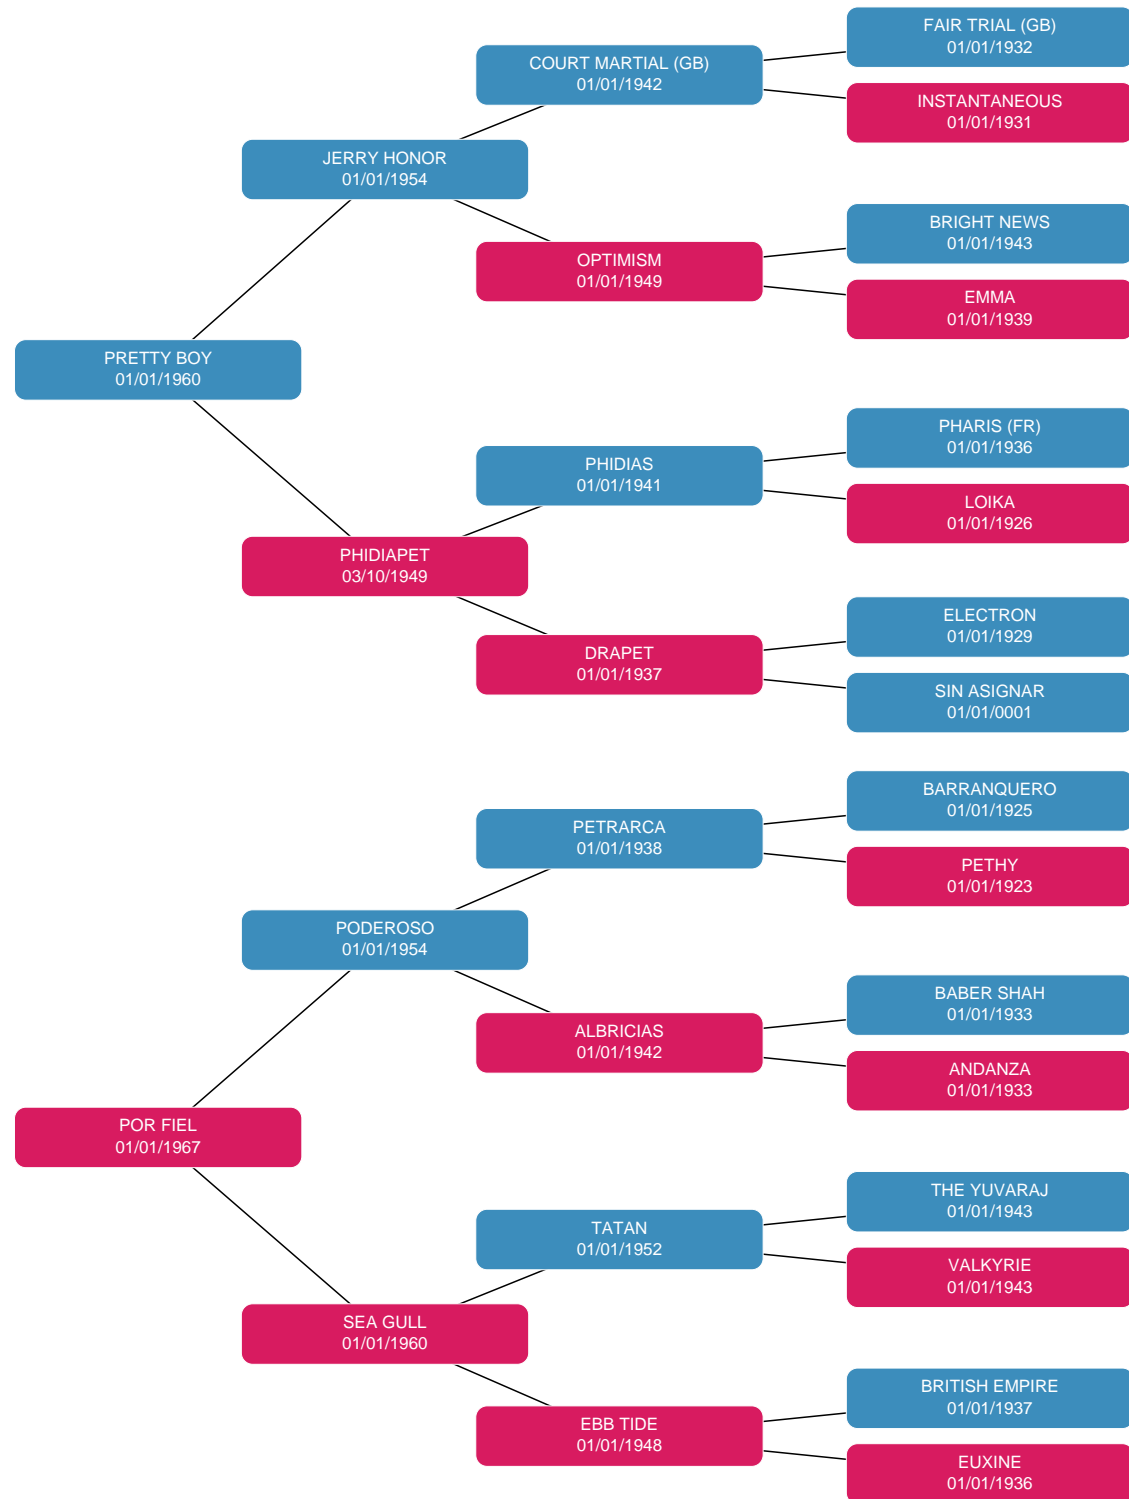 FAIR TRIAL (GB)
01/01/1932
COURT MARTIAL (GB)
01/01/1942
INSTANTANEOUS
01/01/1931
JERRY HONOR
01/01/1954
BRIGHT NEWS
01/01/1943
OPTIMISM
01/01/1949
EMMA
01/01/1939
PRETTY BOY
01/01/1960
PHARIS (FR)
01/01/1936
PHIDIAS
01/01/1941
LOIKA
01/01/1926
PHIDIAPET
03/10/1949
ELECTRON
01/01/1929
DRAPET
01/01/1937
SIN ASIGNAR
01/01/0001
BARRANQUERO
01/01/1925
PETRARCA
01/01/1938
PETHY
01/01/1923
PODEROSO
01/01/1954
BABER SHAH
01/01/1933
ALBRICIAS
01/01/1942
ANDANZA
01/01/1933
POR FIEL
01/01/1967
THE YUVARAJ
01/01/1943
TATAN
01/01/1952
VALKYRIE
01/01/1943
SEA GULL
01/01/1960
BRITISH EMPIRE
01/01/1937
EBB TIDE
01/01/1948
EUXINE
01/01/1936